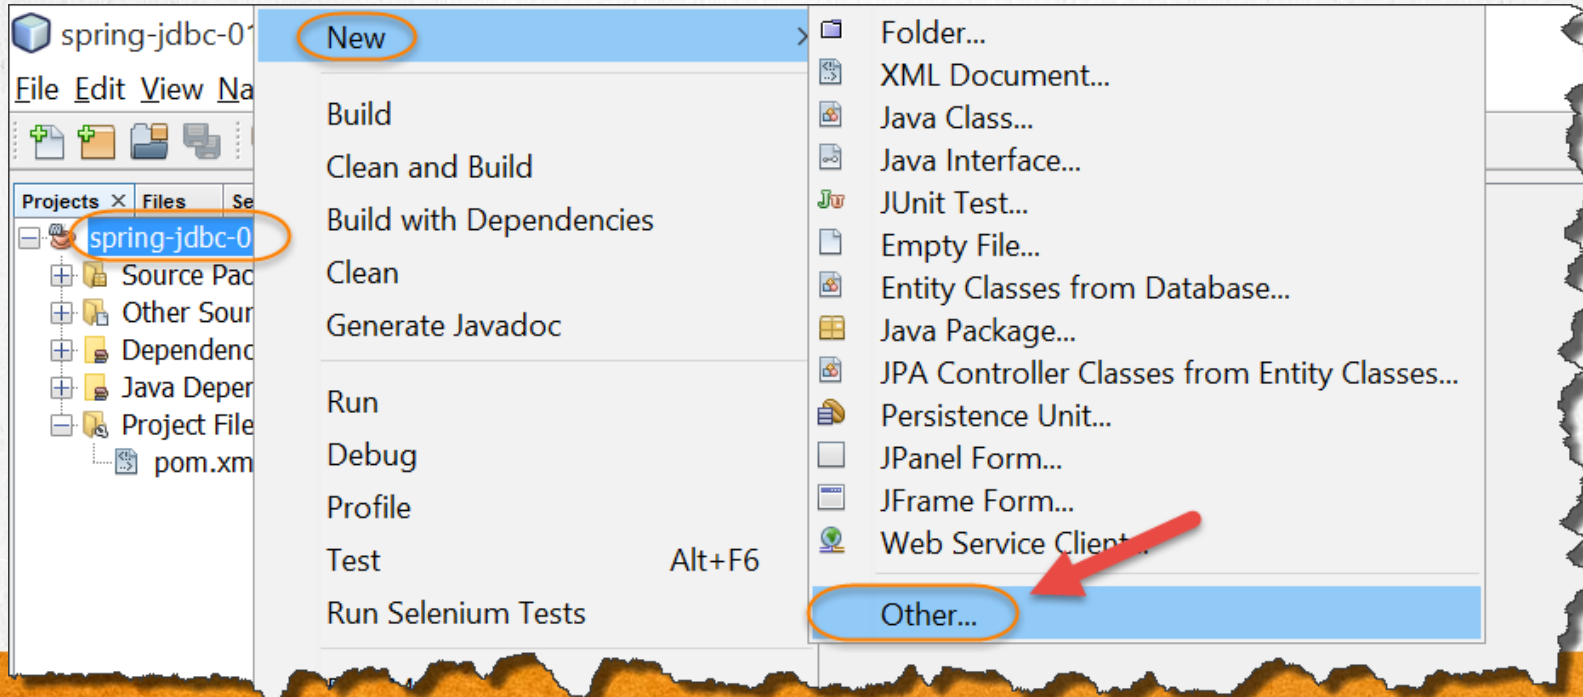 spring-jdbc-01
File Edit View Na
Projects × Files Se
spring-jdbc-0
Source Pac
Other Sour
Dependenc
Java Deper
Project File
pom.xm
New
Build
Clean and Build
Build with Dependencies
Clean
Generate Javadoc
Run
Debug
Profile
Test Alt+F6
Run Selenium Tests
Folder...
XML Document...
Java Class...
Java Interface...
JUnit Test...
Empty File...
Entity Classes from Database...
Java Package...
JPA Controller Classes from Entity Classes...
Persistence Unit...
JPanel Form...
JFrame Form...
Web Service Client...
Other...